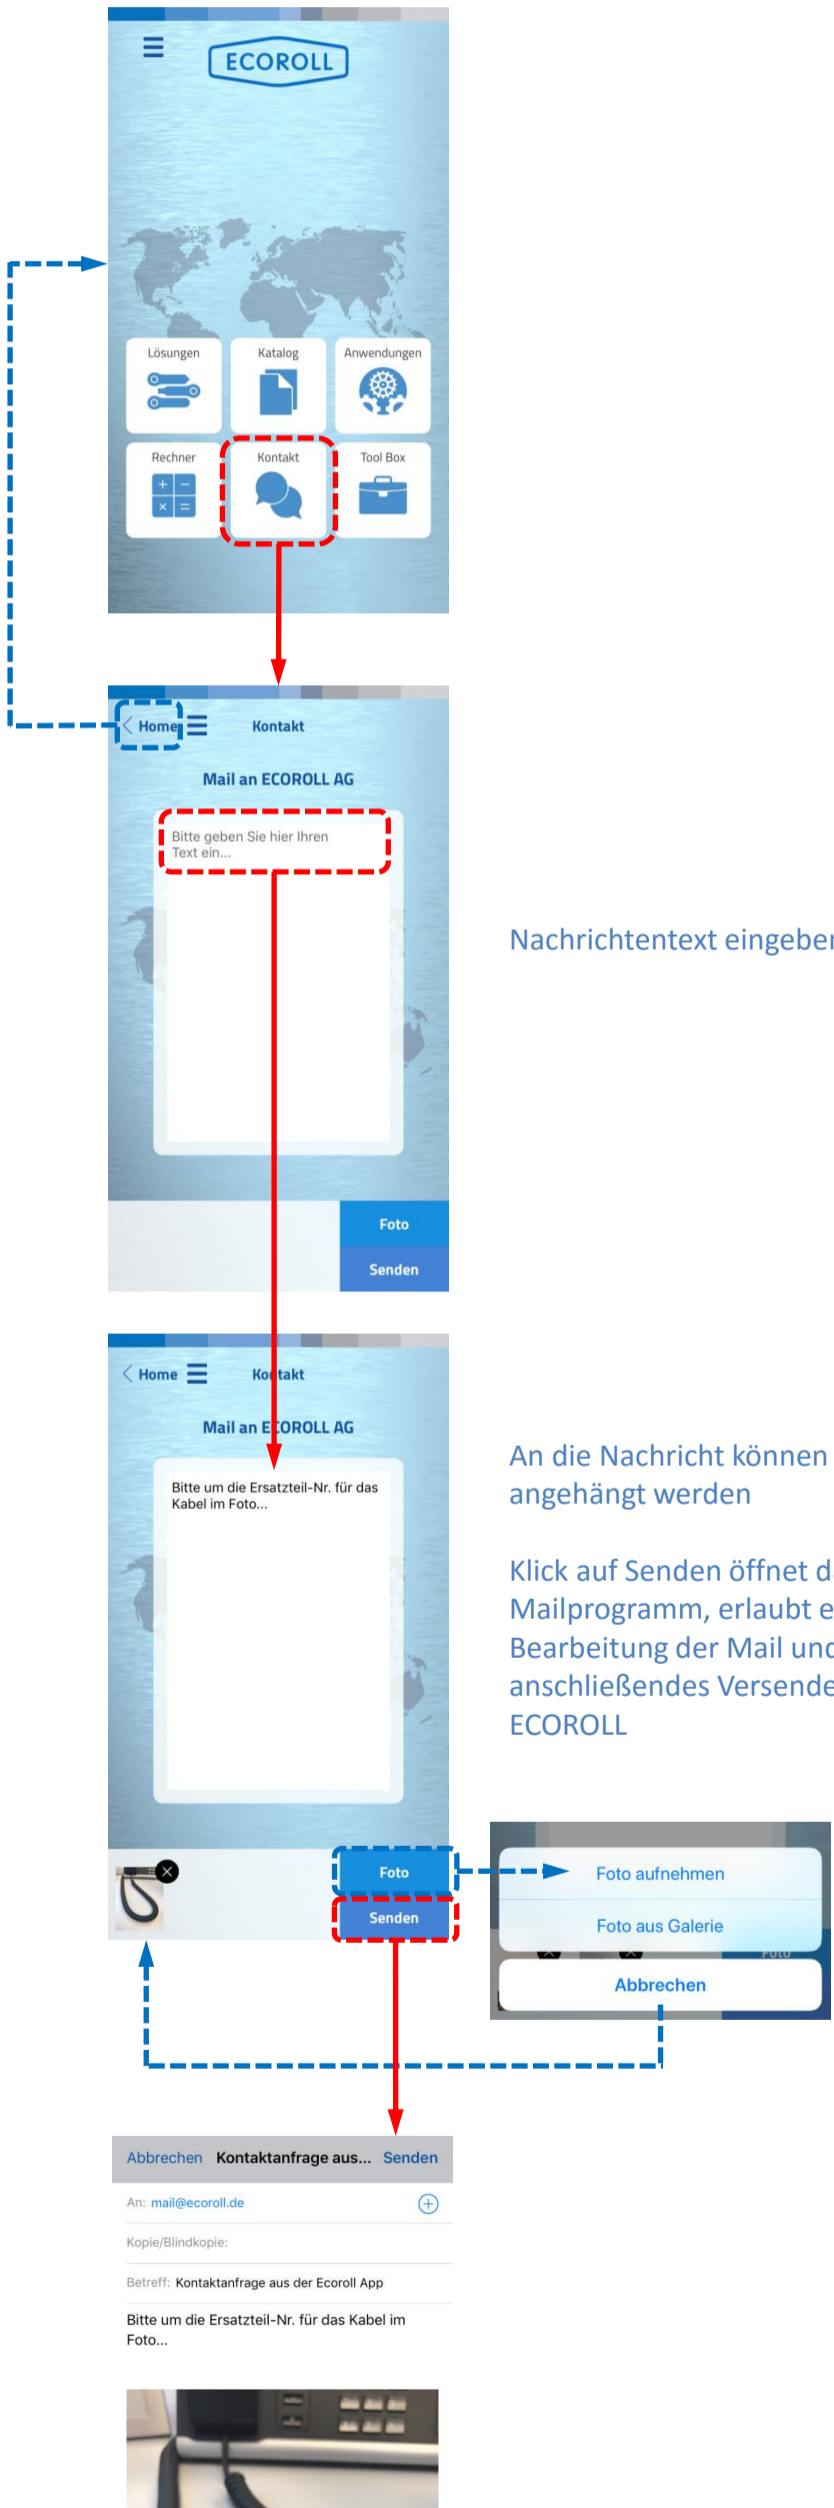 ECOROLL
Lösungen
Katalog
Anwendungen
Rechner
Kontakt
Tool Box
Home
Kontakt
Mail an ECOROLL AG
Bitte geben Sie hier Ihren
Text ein...
Nachrichtentext eingeben
Foto
Senden
Home
Kontakt
Mail an ECOROLL AG
Bitte um die Ersatzteil-Nr. für das
Kabel im Foto...
An die Nachricht können
angehängt werden
Klick auf Senden öffnet
Mailprogramm, erlaubt
Bearbeitung der Mail und
anschließendes
ECOROLL
Foto
Senden
Foto aufnehmen
Foto aus Galerie
Abbrechen
Abbrechen Kontaktanfrage aus... Senden
An: mail@ecoroll.de
Kopie/Blindkopie:
Betreff: Kontaktanfrage aus der Ecoroll App
Bitte um die Ersatzteil-Nr. für das Kabel im
Foto...